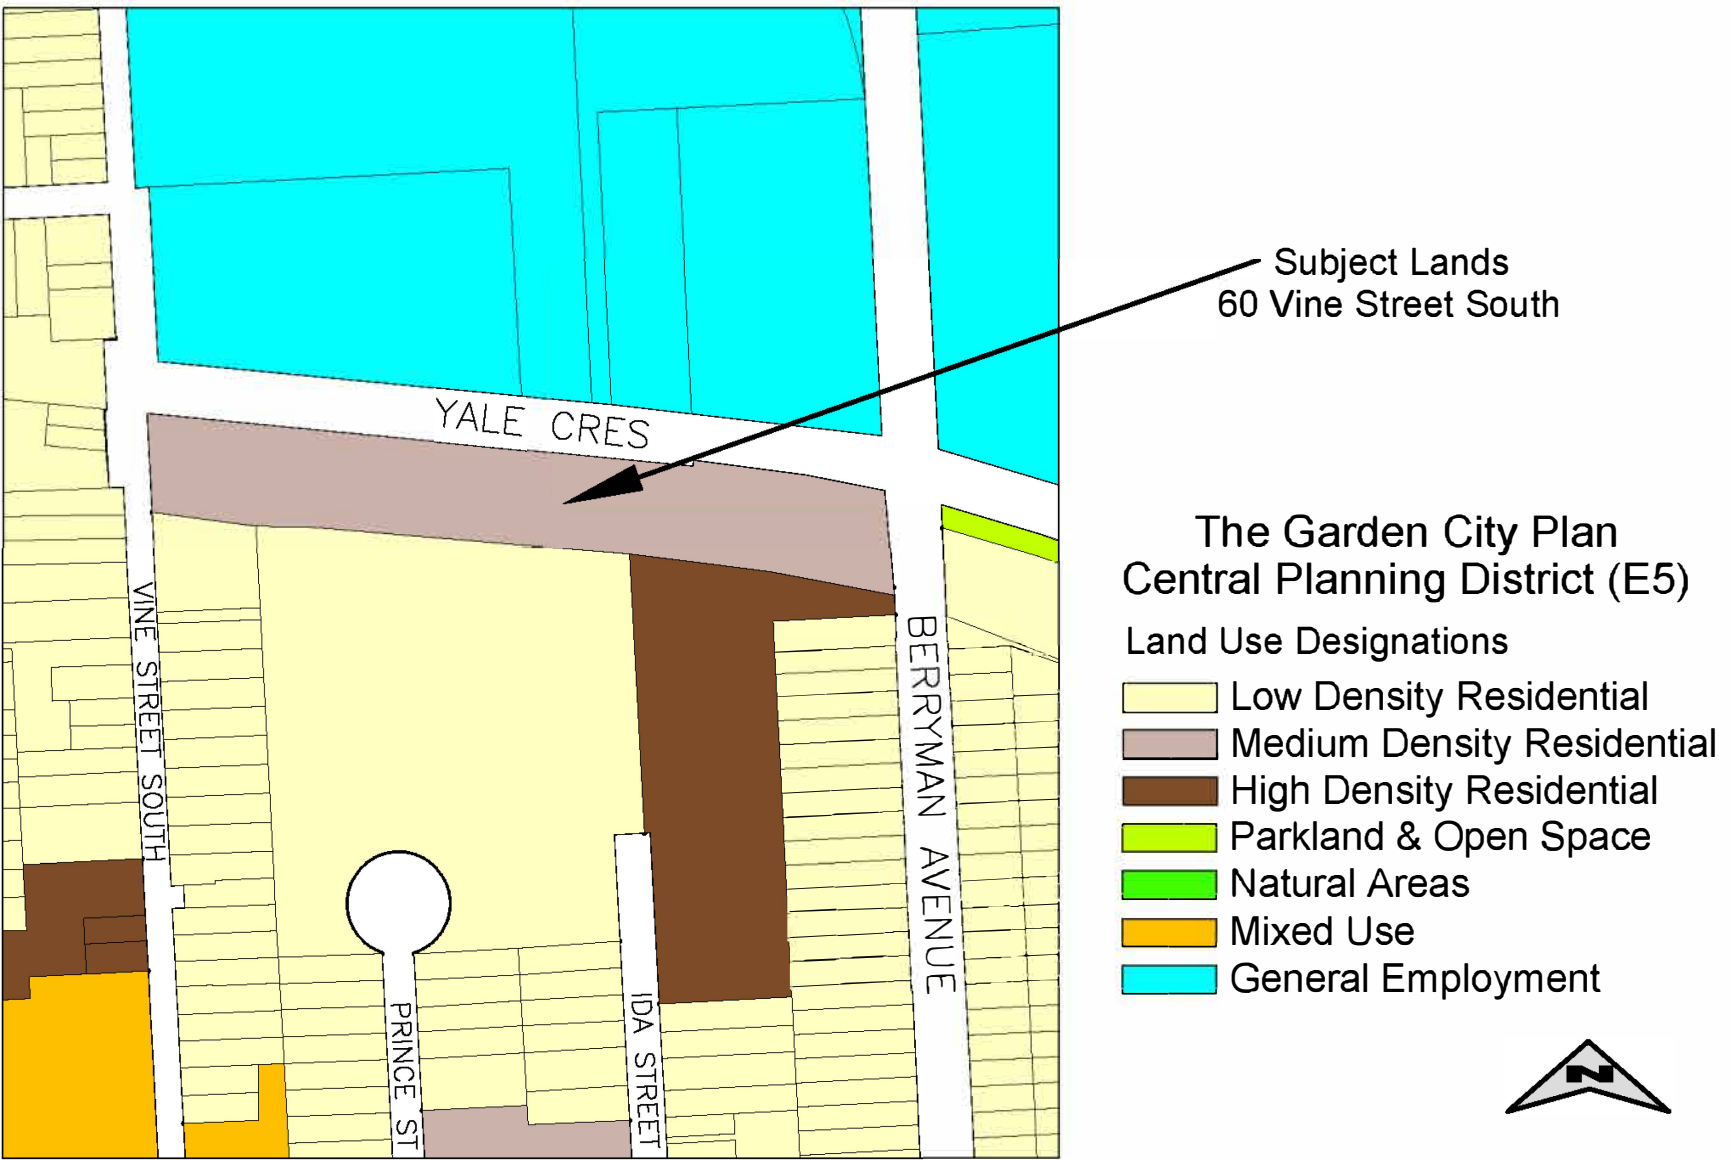 YALE CRES
Subject Lands
60 Vine Street South
VINE STREET SOUTH
BERRYMAN AVENUE
PRINCE ST
IDA STREET
The Garden City Plan
Central Planning District (E5)
Land Use Designations
Low Density Residential
Medium Density Residential
High Density Residential
Parkland & Open Space
Natural Areas
Mixed Use
General Employment
N